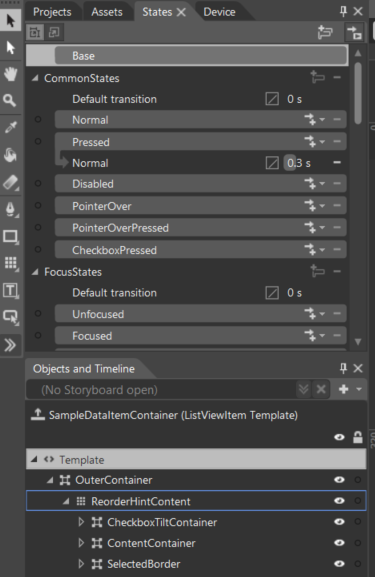 Projects Assets States Device
Base
CommonStates
Default transition 0 s
Normal
Pressed
Normal 0.3 s
Disabled
PointerOver
PointerOverPressed
CheckboxPressed
FocusStates
Default transition 0 s
Unfocused
Focused
Objects and Timeline
(No Storyboard open)
SampleDataItemContainer (ListViewItem Template)
Template
OuterContainer
ReorderHintContent
CheckboxTiltContainer
ContentContainer
SelectedBorder